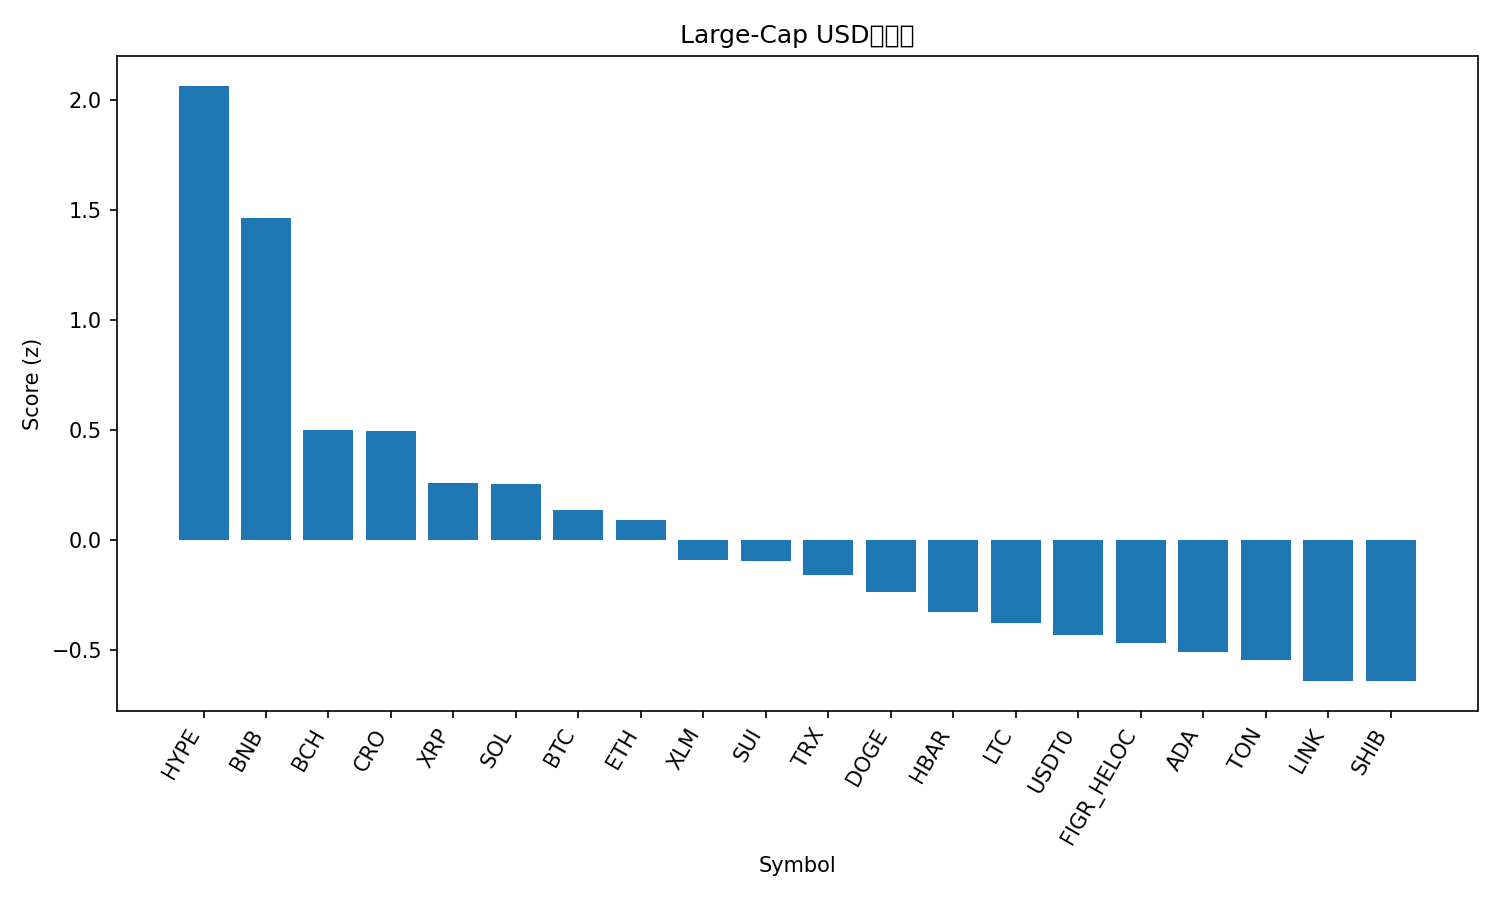 Large-Cap USD
Score (z)
2.0
1.5
1.0
0.5
0.0
−0.5
HYPE
BNB
BCH
CRO
XRP
SOL
BTC
ETH
XLM
SUI
TRX
DOGE
HBAR
LTC
USDT0
FIGR_HELOC
ADA
TON
LINK
SHIB
Symbol